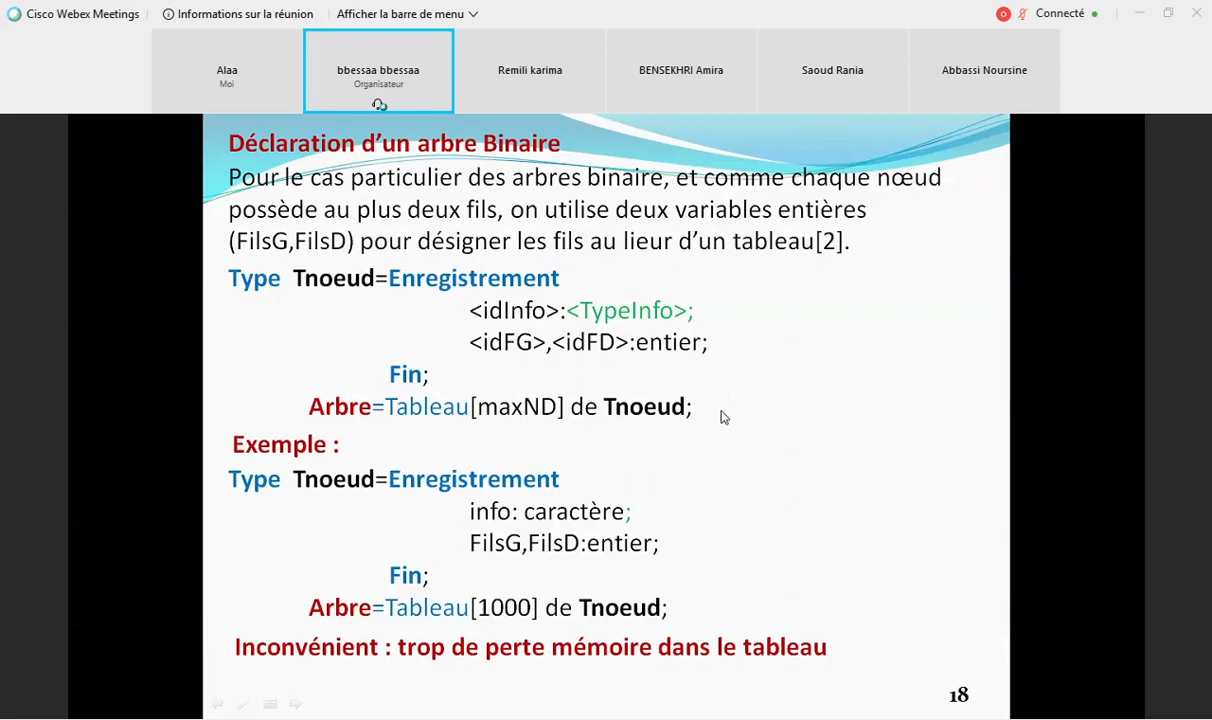 Cisco Webex Meetings
Informations sur la réunion
Afficher la barre de menu
Connecté
Alaa
Moi
bbessaa bbessaa
Organisateur
Remili karima
BENSEKHRI Amira
Saoud Rania
Abbassi Noursine
Déclaration d’un arbre Binaire
Pour le cas particulier des arbres binaire, et comme chaque nœud
possède au plus deux fils, on utilise deux variables entières
(FilsG,FilsD) pour désigner les fils au lieur d’un tableau[2].
Type Tnoeud=Enregistrement
<idInfo>:<TypeInfo>;
<idFG>,<idFD>:entier;
Fin;
Arbre=Tableau[maxND] de Tnoeud;
Exemple :
Type Tnoeud=Enregistrement
info: caractère;
FilsG,FilsD:entier;
Fin;
Arbre=Tableau[1000] de Tnoeud;
Inconvénient : trop de perte mémoire dans le tableau
18